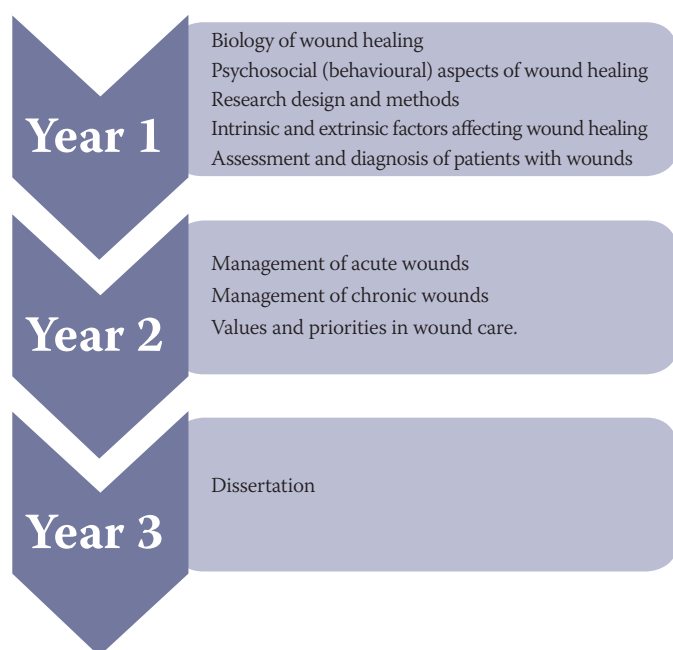 Year 1
Biology of wound healing
Psychosocial (behavioural) aspects of wound healing
Research design and methods
Intrinsic and extrinsic factors affecting wound healing
Assessment and diagnosis of patients with wounds
Year 2
Management of acute wounds
Management of chronic wounds
Values and priorities in wound care.
Year 3
Dissertation